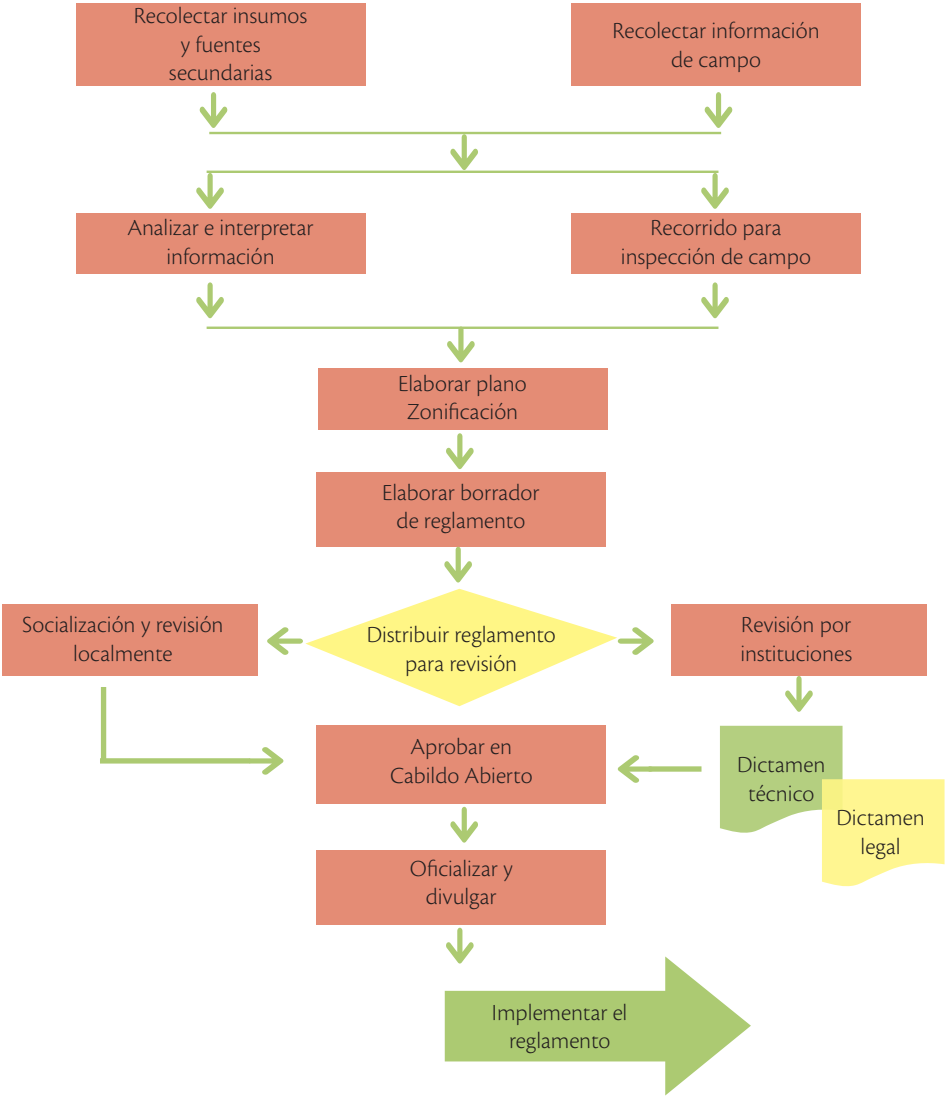 Recolectar insumos
y fuentes
secundarias
Recolectar información
de campo
Analizar e interpretar
información
Recorrido para
inspección de campo
Elaborar plano
Zonificación
Elaborar borrador
de reglamento
Socialización y revisión
localmente
Distribuir reglamento
para revisión
Revisión por
instituciones
Aprobar en
Cabildo Abierto
Dictamen
técnico
Dictamen
legal
Oficializar y
divulgar
Implementar el
reglamento